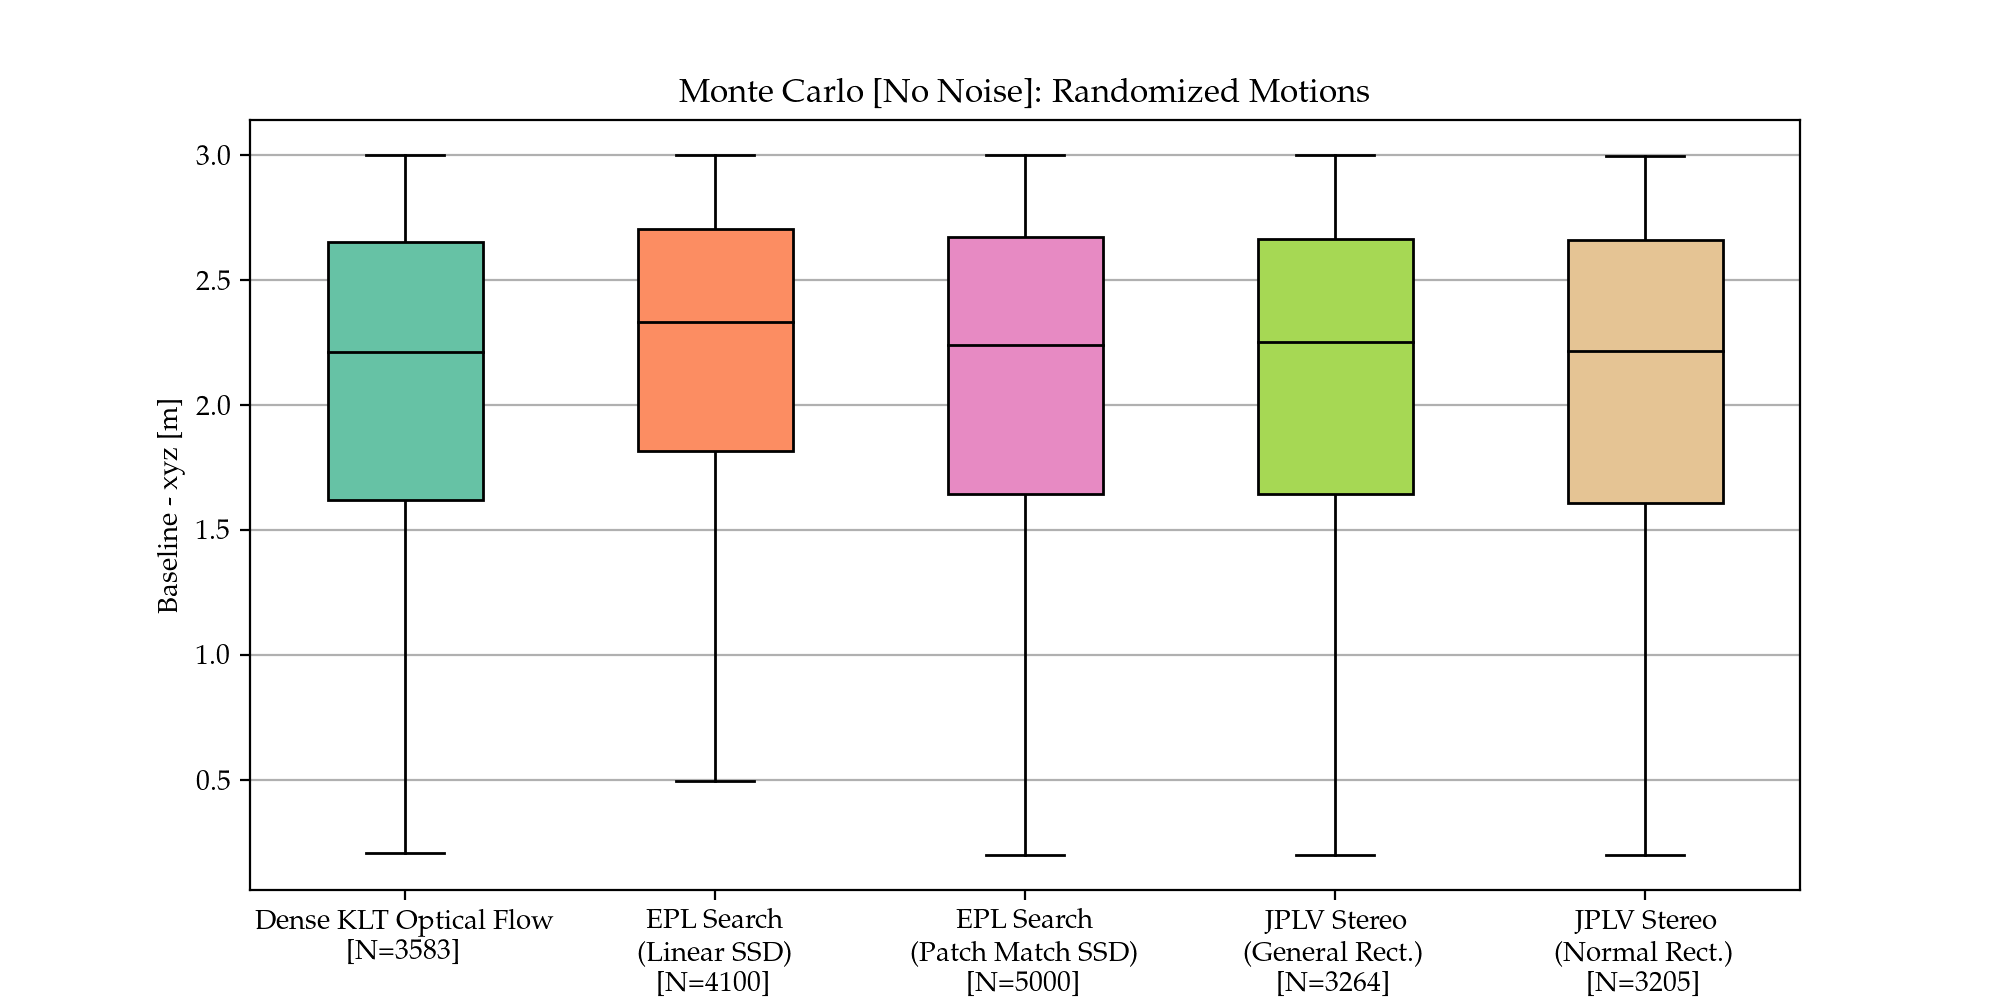 Monte Carlo [No Noise]: Randomized Motions
Baseline - xyz [m]
3.0
2.5
2.0
1.5
1.0
0.5
Dense KLT Optical Flow
[N=3583]
EPL Search
(Linear SSD)
[N=4100]
EPL Search
(Patch Match SSD)
[N=5000]
JPLV Stereo
(General Rect.)
[N=3264]
JPLV Stereo
(Normal Rect.)
[N=3205]